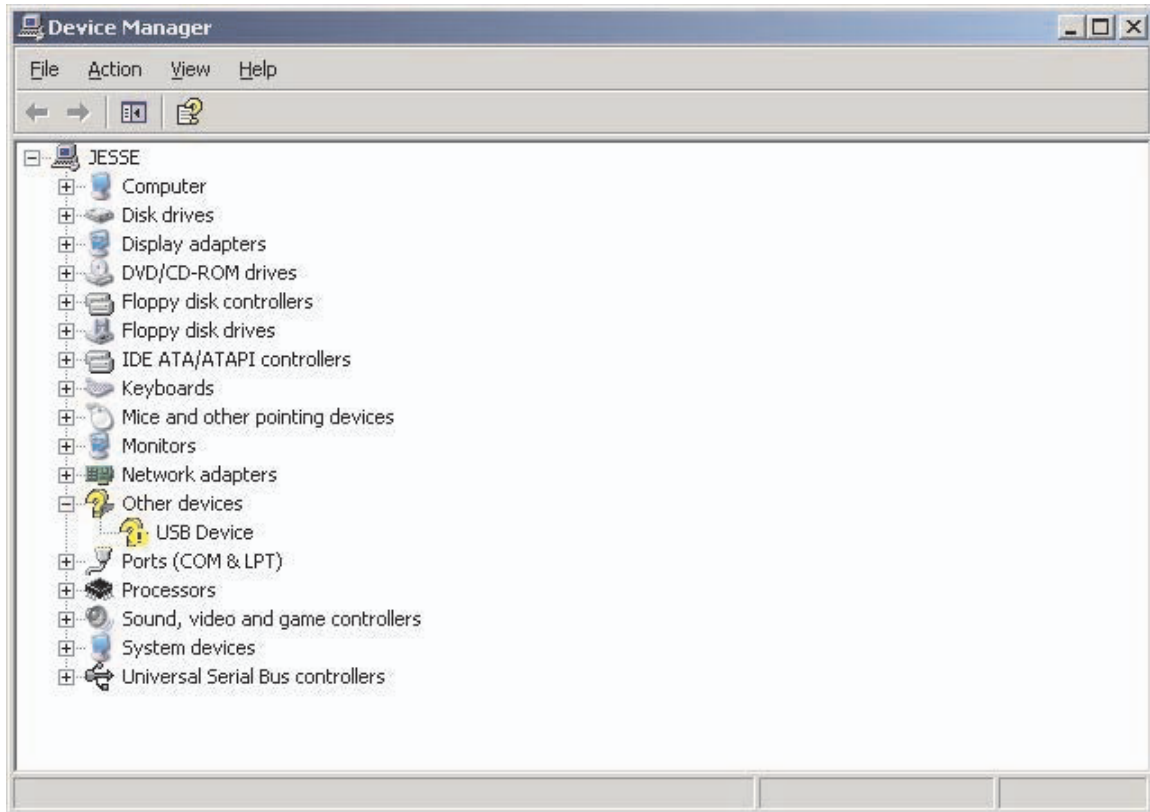 Device Manager
File Action View Help
JESSE
Computer
Disk drives
Display adapters
DVD/CD-ROM drives
Floppy disk controllers
Floppy disk drives
IDE ATA/ATAPI controllers
Keyboards
Mice and other pointing devices
Monitors
Network adapters
Other devices
USB Device
Ports (COM & LPT)
Processors
Sound, video and game controllers
System devices
Universal Serial Bus controllers